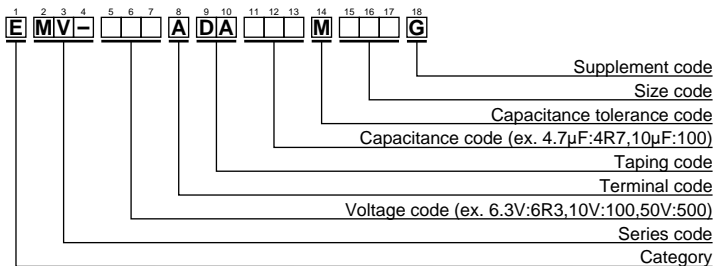 1 2 3 4 5 6 7 8 9 10 11 12 13 14 15 16 17 18
E MV– A DA M G
Supplement code
Size code
Capacitance tolerance code
Capacitance code (ex. 4.7µF:4R7,10µF:100)
Taping code
Terminal code
Voltage code (ex. 6.3V:6R3,10V:100,50V:500)
Series code
Category